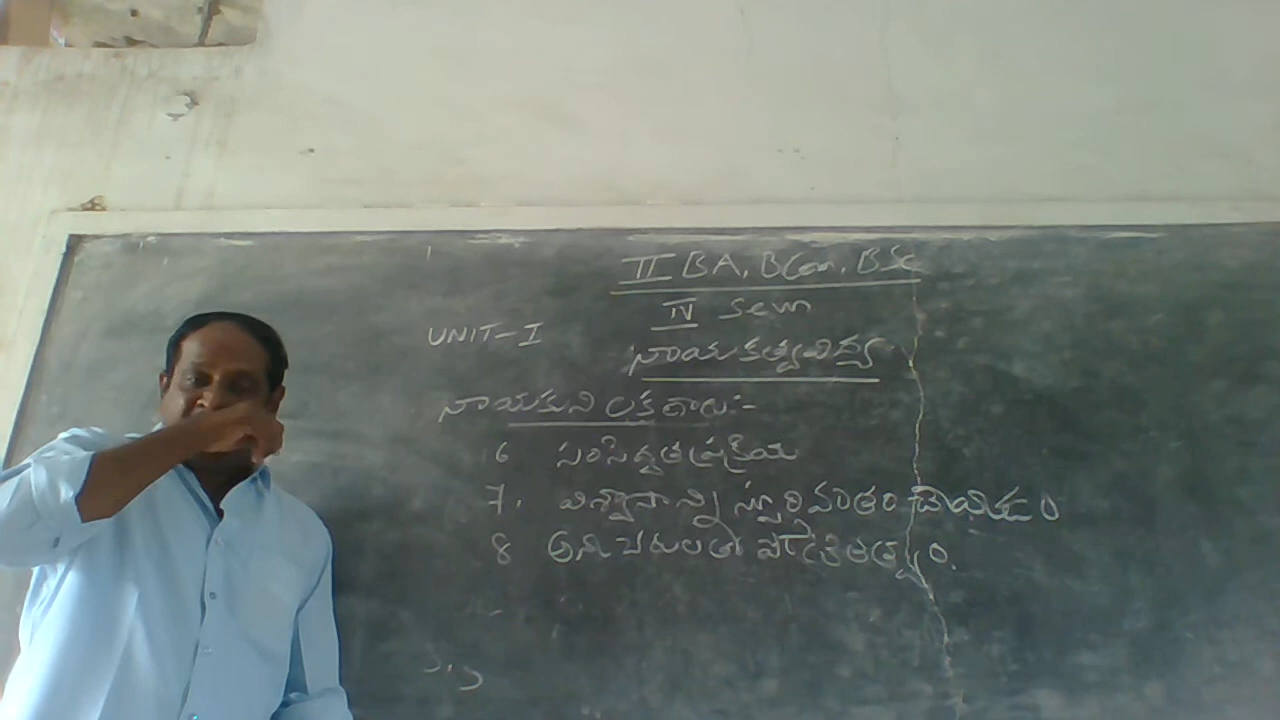 II BA, BCom, BSc
IV Sem
UNIT-I
నాయకత్వవిద్య
నాయకుని లక్షణాలు:-
6 సంసిద్ధత ప్రక్రియ
7. విశ్వాసాన్ని స్ఫూర్తివంతం చేయడం
8 అనుచరులతో